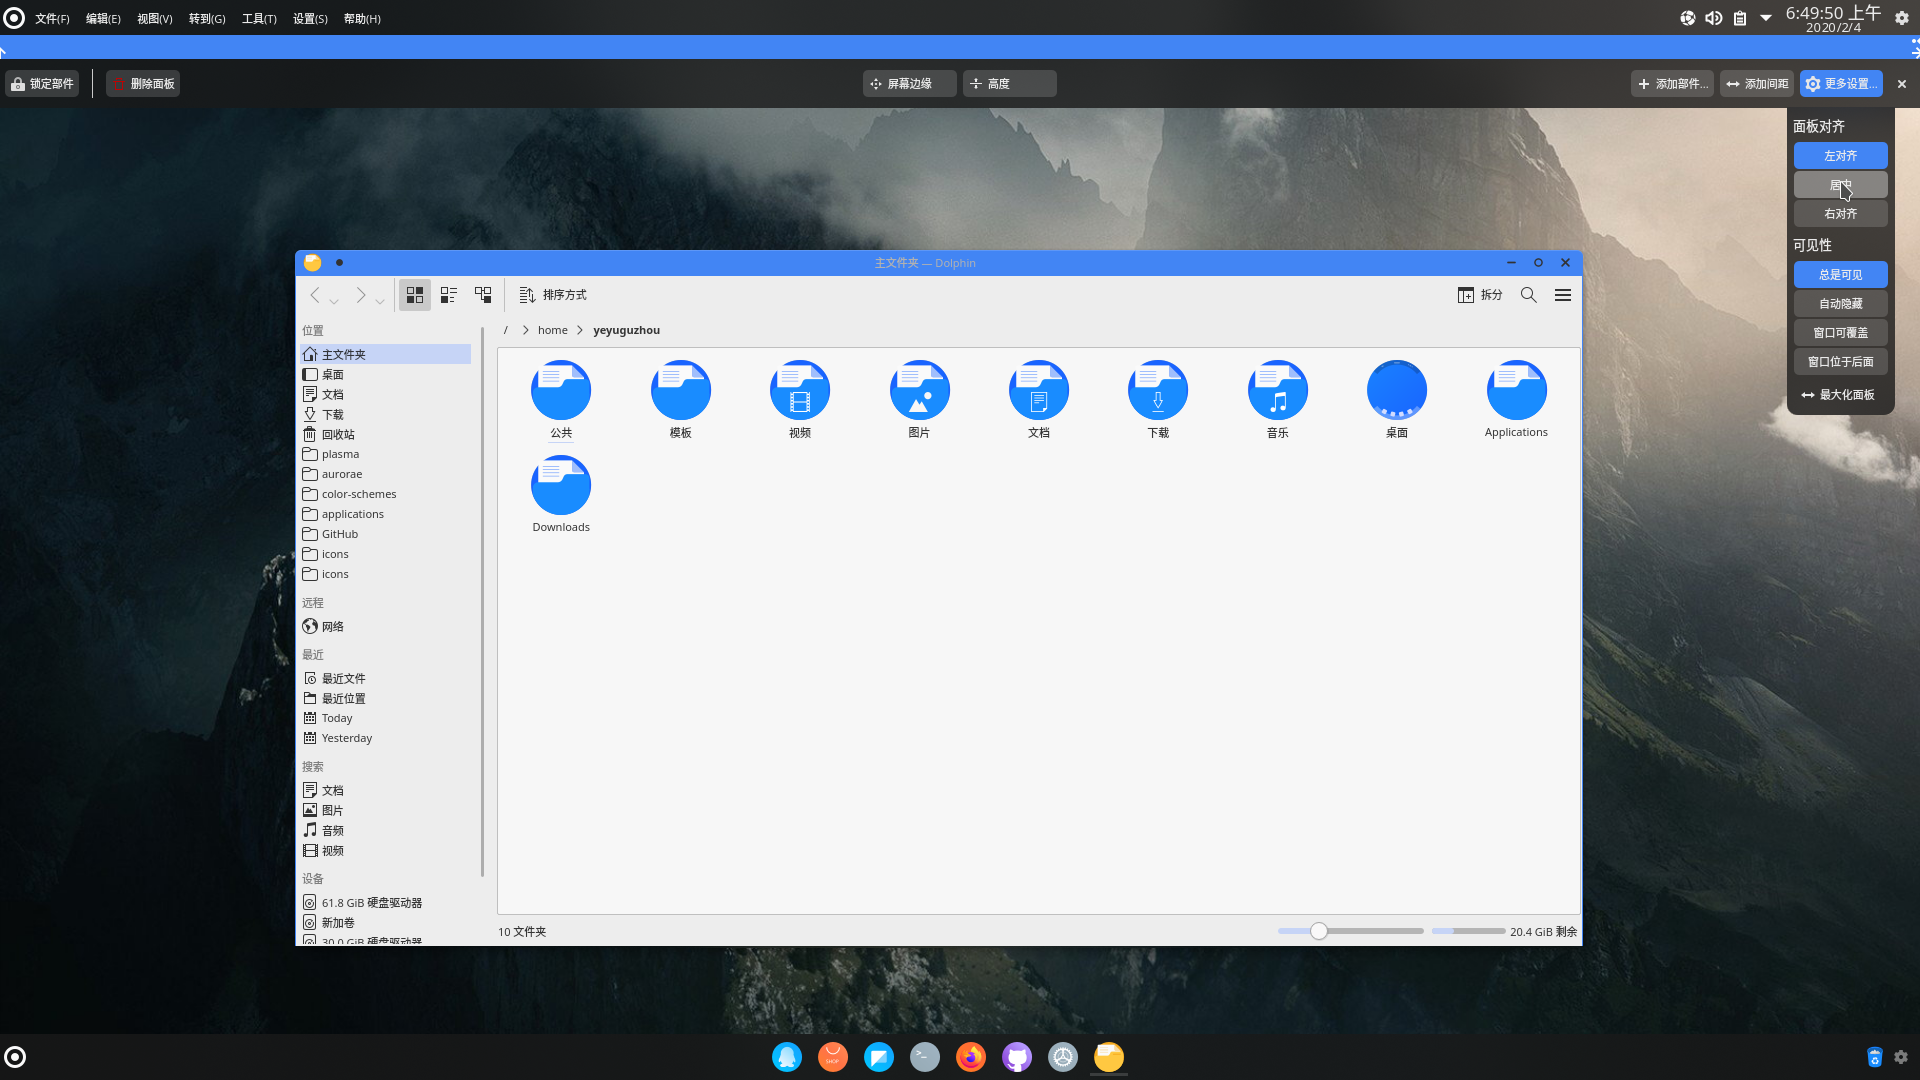 文件(F) 编辑(E) 视图(V) 转到(G) 工具(T) 设置(S) 帮助(H)
6:49:50 上午
2020/2/4
锁定部件 删除面板 屏幕边缘 高度 添加部件... 添加间距 更多设置...
面板对齐
左对齐
居中
右对齐
可见性
总是可见
自动隐藏
窗口可覆盖
窗口位于后面
最大化面板
主文件夹 — Dolphin
排序方式 拆分
/ home yeyuguzhou
位置
主文件夹
桌面
文档
下载
回收站
plasma
aurorae
color-schemes
applications
GitHub
icons
icons
远程
网络
最近
最近文件
最近位置
Today
Yesterday
搜索
文档
图片
音频
视频
设备
61.8 GiB 硬盘驱动器
新加卷
30.0 GiB 硬盘驱动器
公共 模板 视频 图片 文档 下载 音乐 桌面 Applications
Downloads
10 文件夹 20.4 GiB 剩余
SHOP